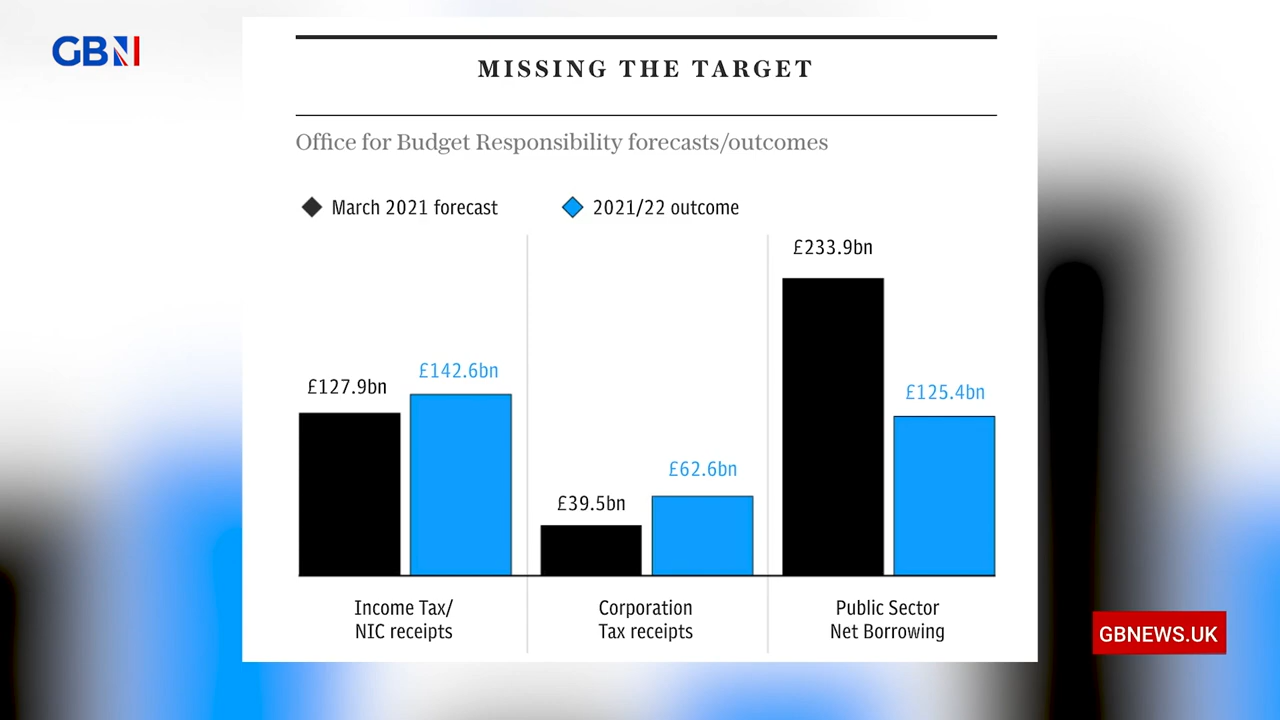 GBN
MISSING THE TARGET
Office for Budget Responsibility forecasts/outcomes
March 2021 forecast
2021/22 outcome
£127.9bn
£142.6bn
£39.5bn
£62.6bn
£233.9bn
£125.4bn
Income Tax/
NIC receipts
Corporation
Tax receipts
Public Sector
Net Borrowing
GBNEWS.UK